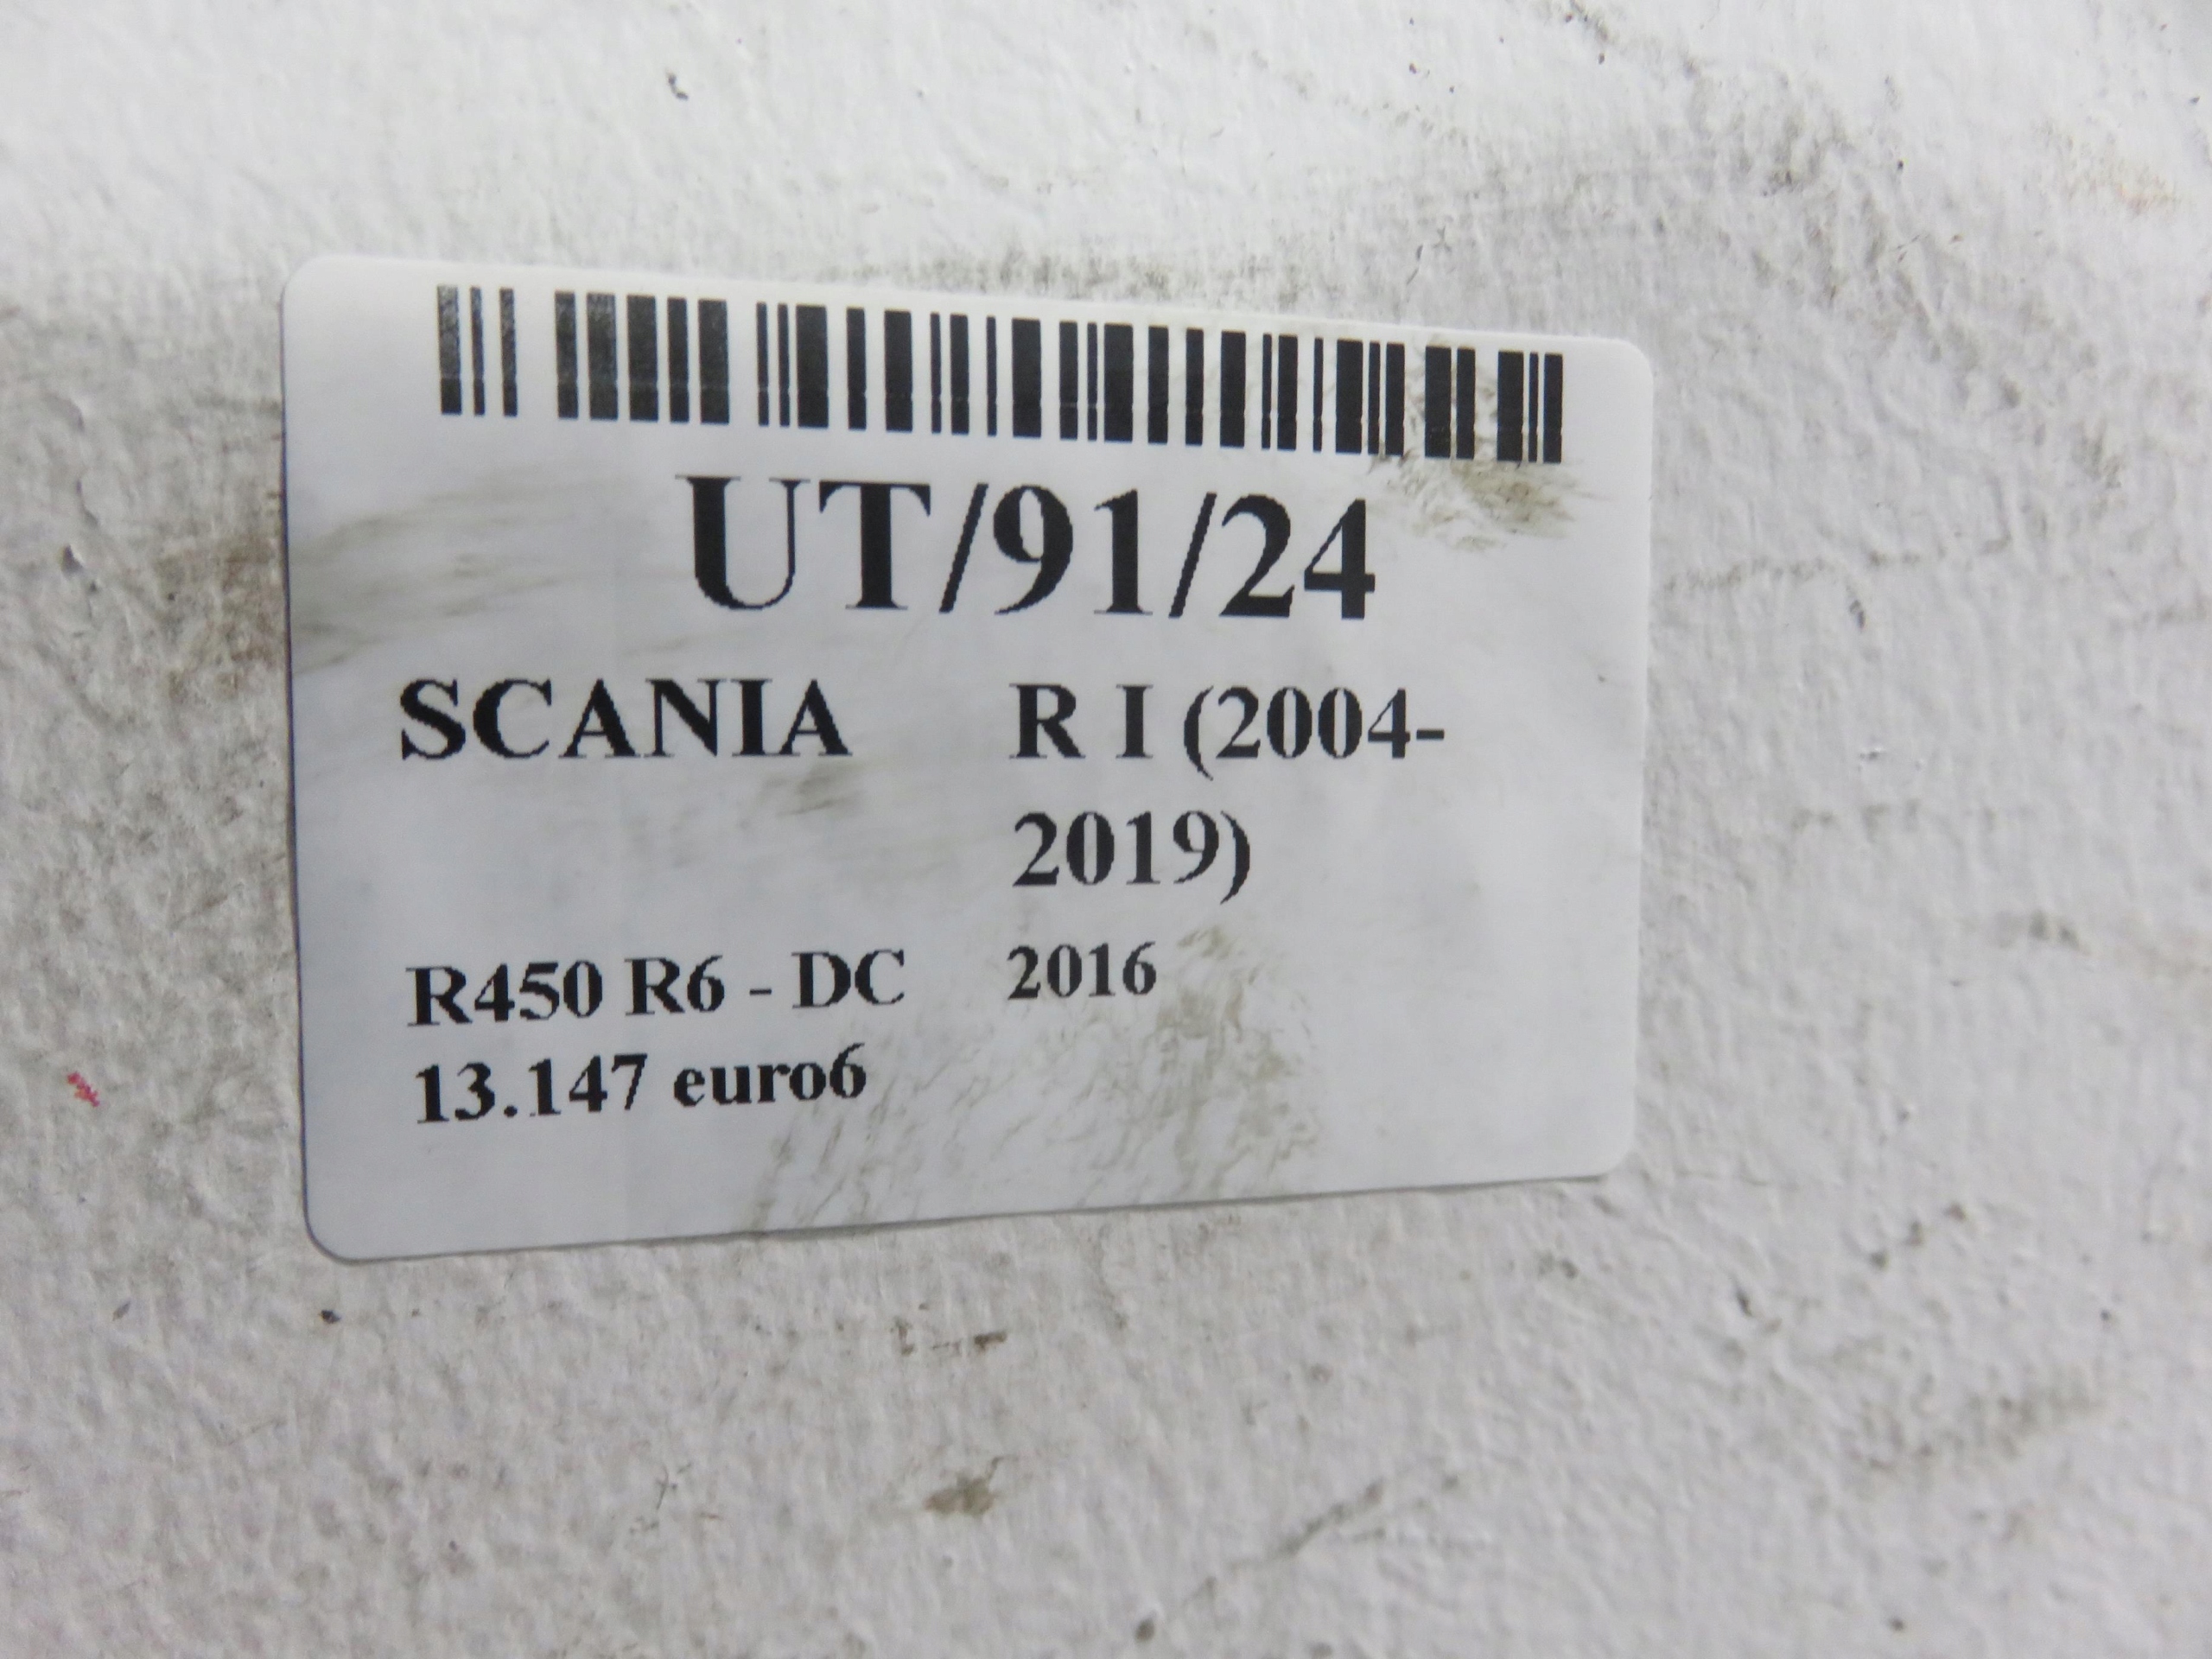 UT/91/24
SCANIA R I (2004-
2019)
R450 R6 - DC 2016
13.147 euro6